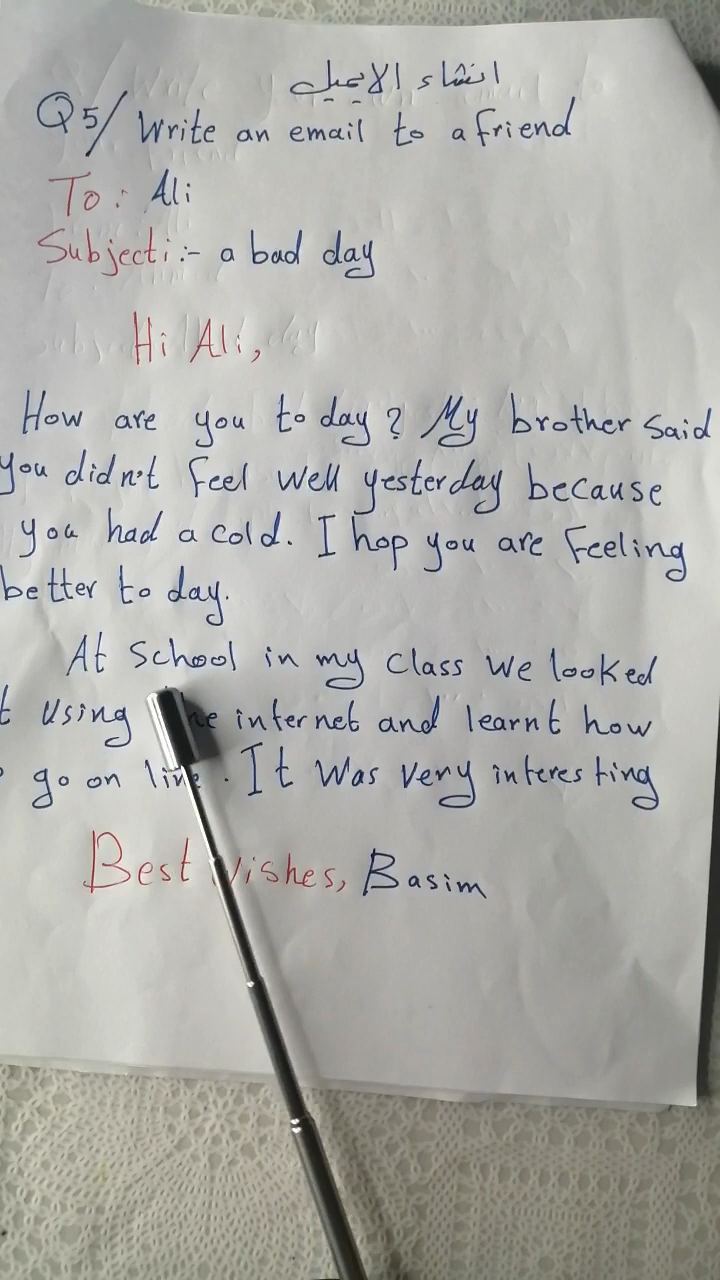 انشاء الايميل
Q5/ Write an email to a friend
To: Ali
Subject:- a bad day
Hi Ali,
How are you to day? My brother said
you didn't feel well yesterday because
you had a cold. I hop you are feeling
better to day.
At school in my class we looked
using internet and learnt how
go on line. It was very interesting
Best wishes, Basim